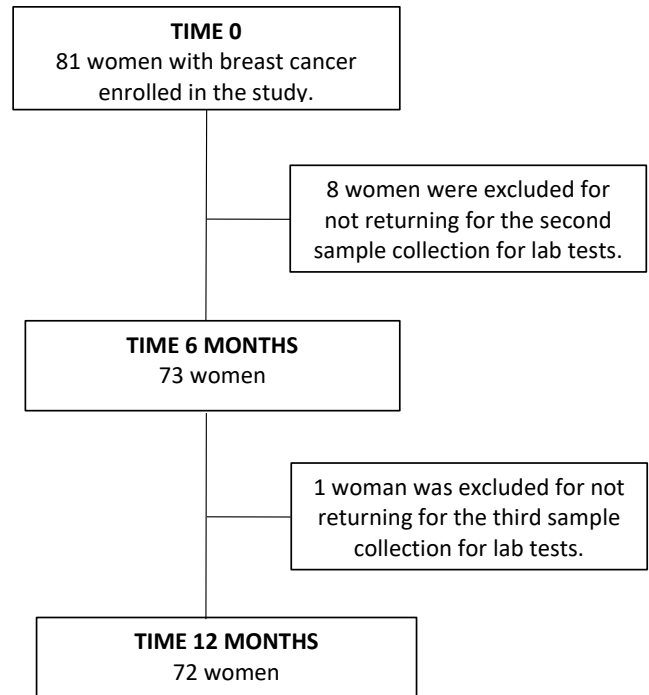 TIME 0
81 women with breast cancer
enrolled in the study.
8 women were excluded for
not returning for the second
sample collection for lab tests.
TIME 6 MONTHS
73 women
1 woman was excluded for not
returning for the third sample
collection for lab tests.
TIME 12 MONTHS
72 women